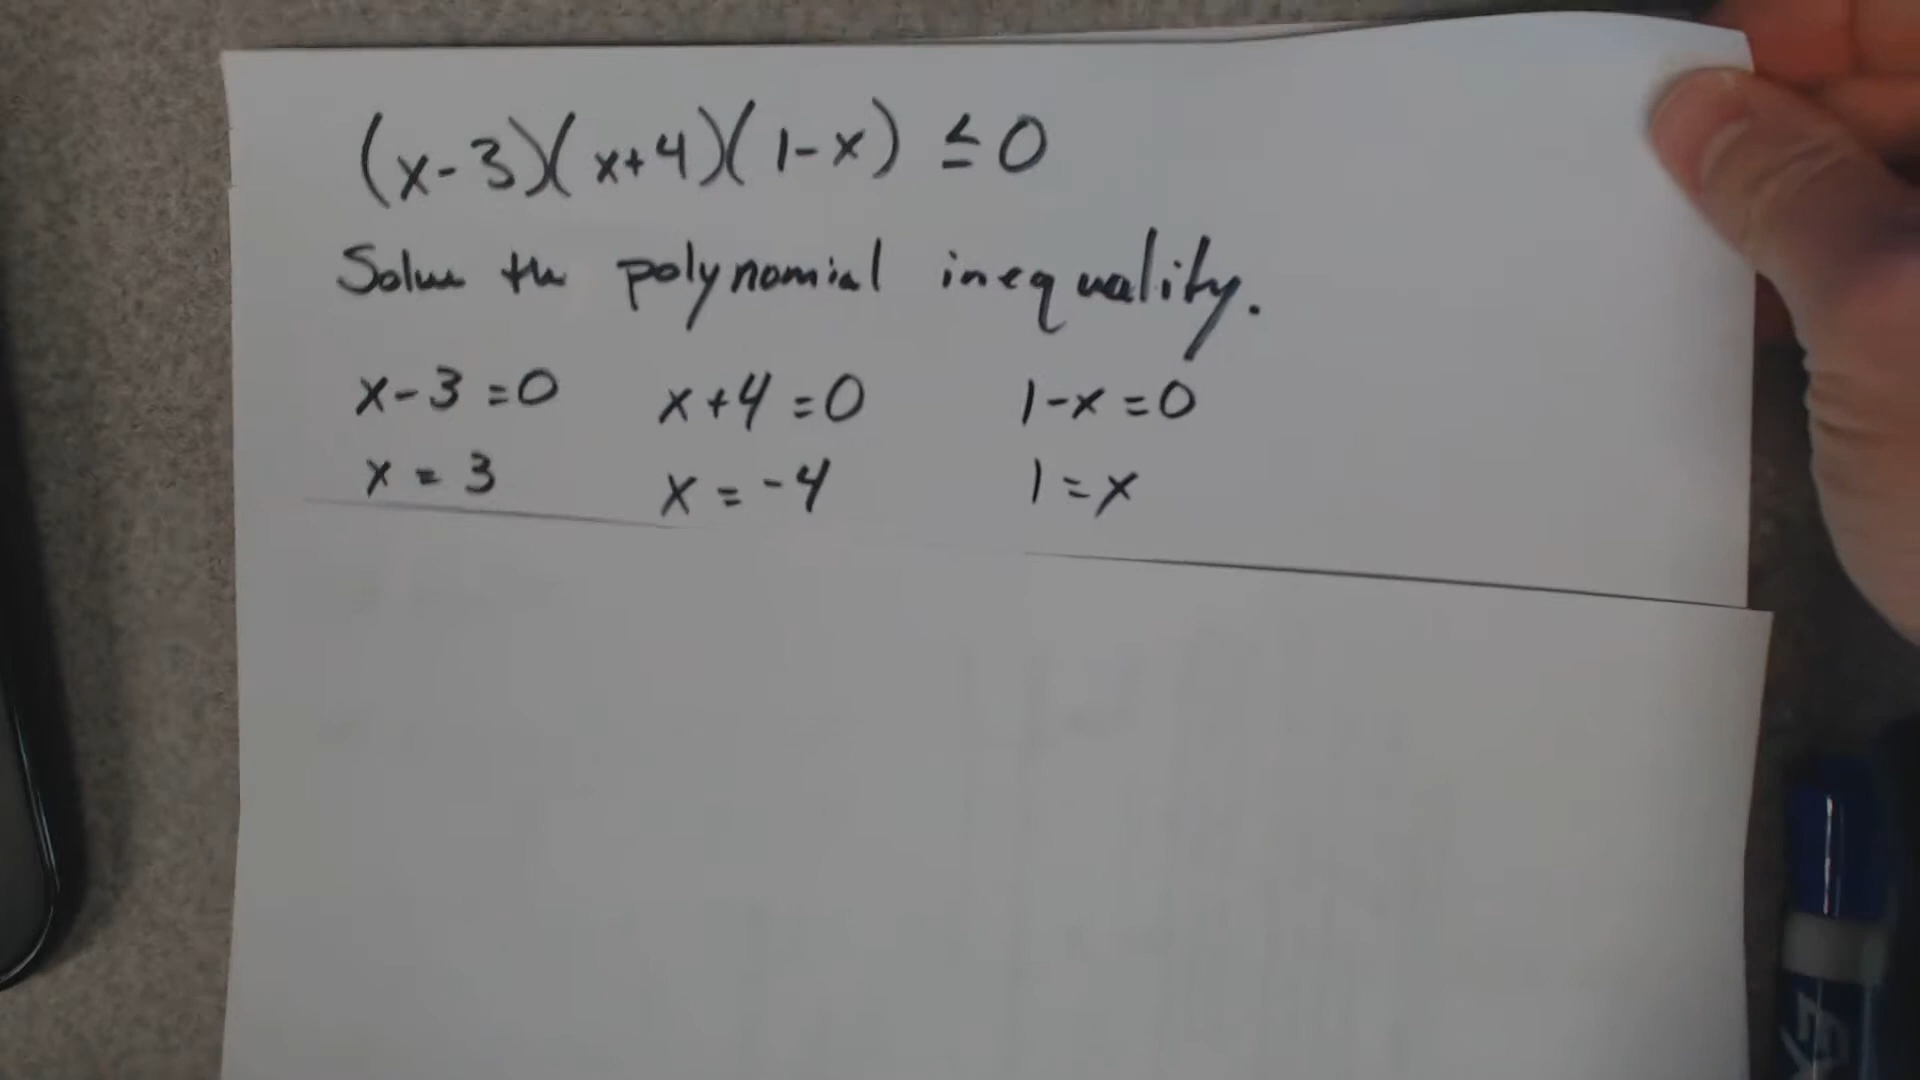 (x-3)(x+4)(1-x) ≤ 0
Solve the polynomial inequality.
x-3=0 x+4=0 1-x=0
x=3 x=-4 1=x